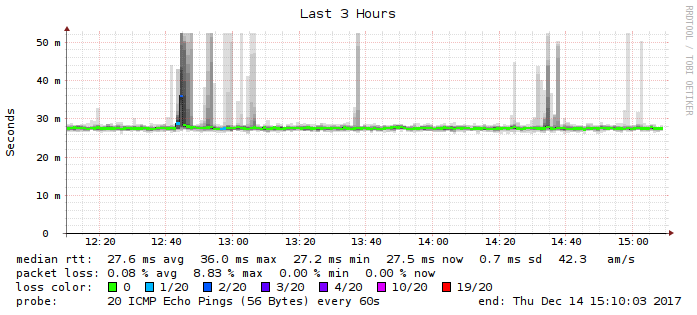 Last 3 Hours
RRDTOOL / TOBI OETIKER
Seconds
50 m
40 m
30 m
20 m
10 m
0
12:20 12:40 13:00 13:20 13:40 14:00 14:20 14:40 15:00
median rtt: 27.6 ms avg 36.0 ms max 27.2 ms min 27.5 ms now 0.7 ms sd 42.3 am/s
packet loss: 0.08 % avg 8.83 % max 0.00 % min 0.00 % now
loss color: 0 1/20 2/20 3/20 4/20 10/20 19/20
probe: 20 ICMP Echo Pings (56 Bytes) every 60s end: Thu Dec 14 15:10:03 2017